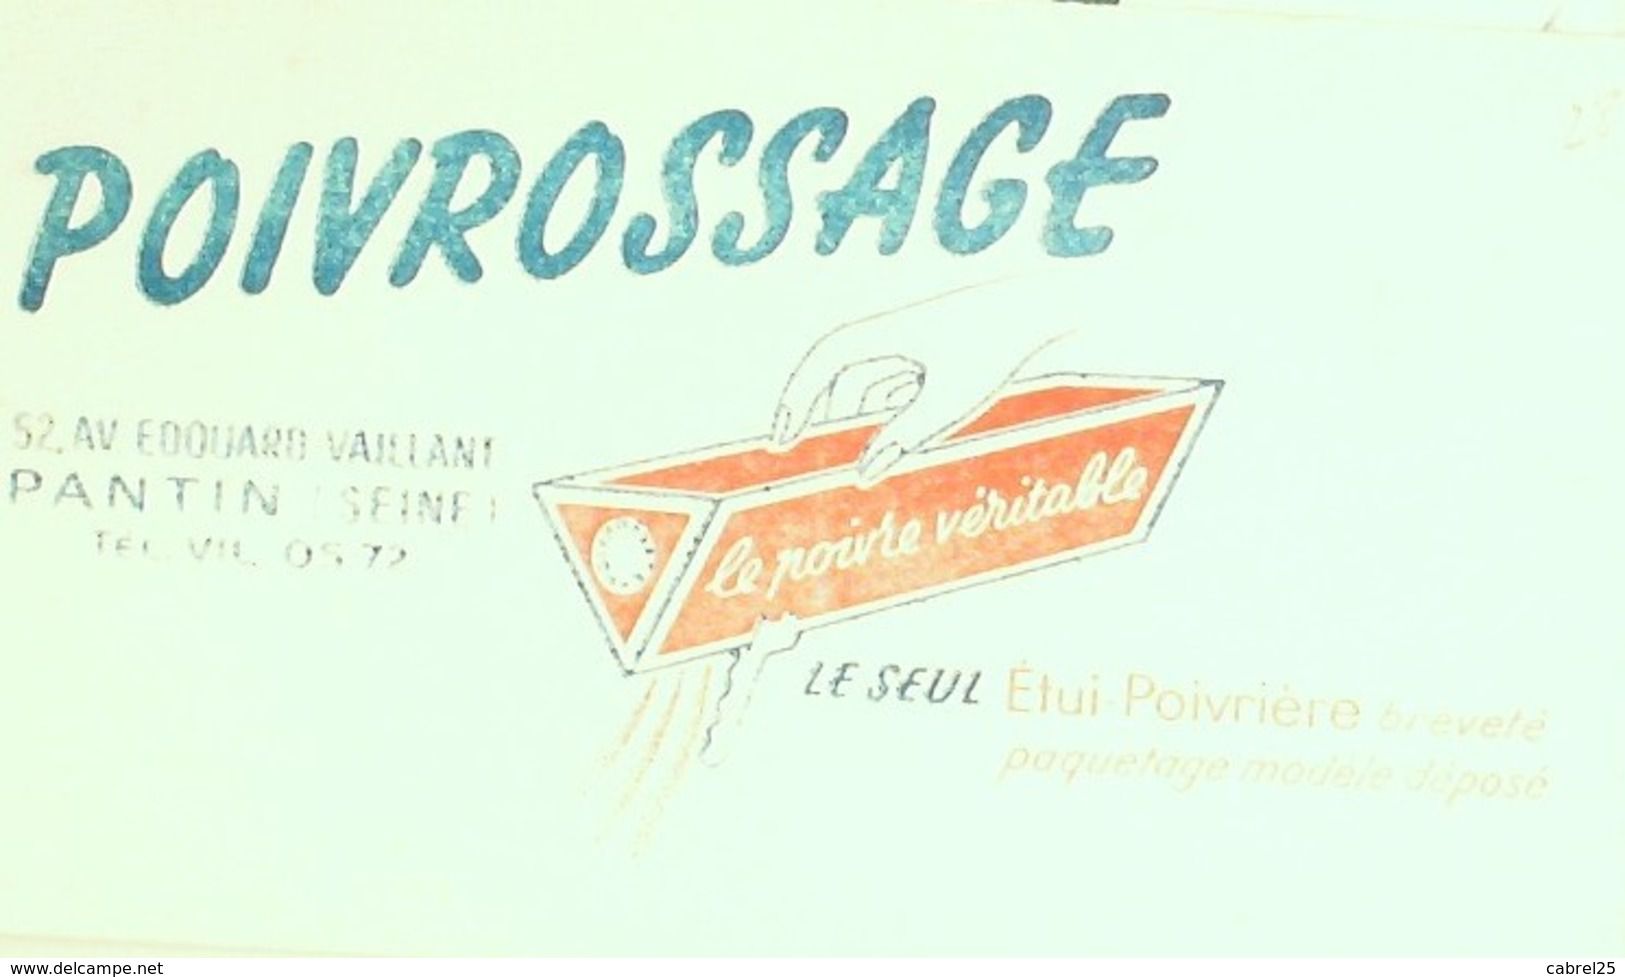 POIVROSSAGE
52, AV EDOUARD VAILLANT
PANTIN (SEINE)
TEL. VIL. 05.72
le poivre véritable
LE SEUL Étui-Poivrière breveté
paquetage modèle déposé
www.delcampe.net
cabrel25